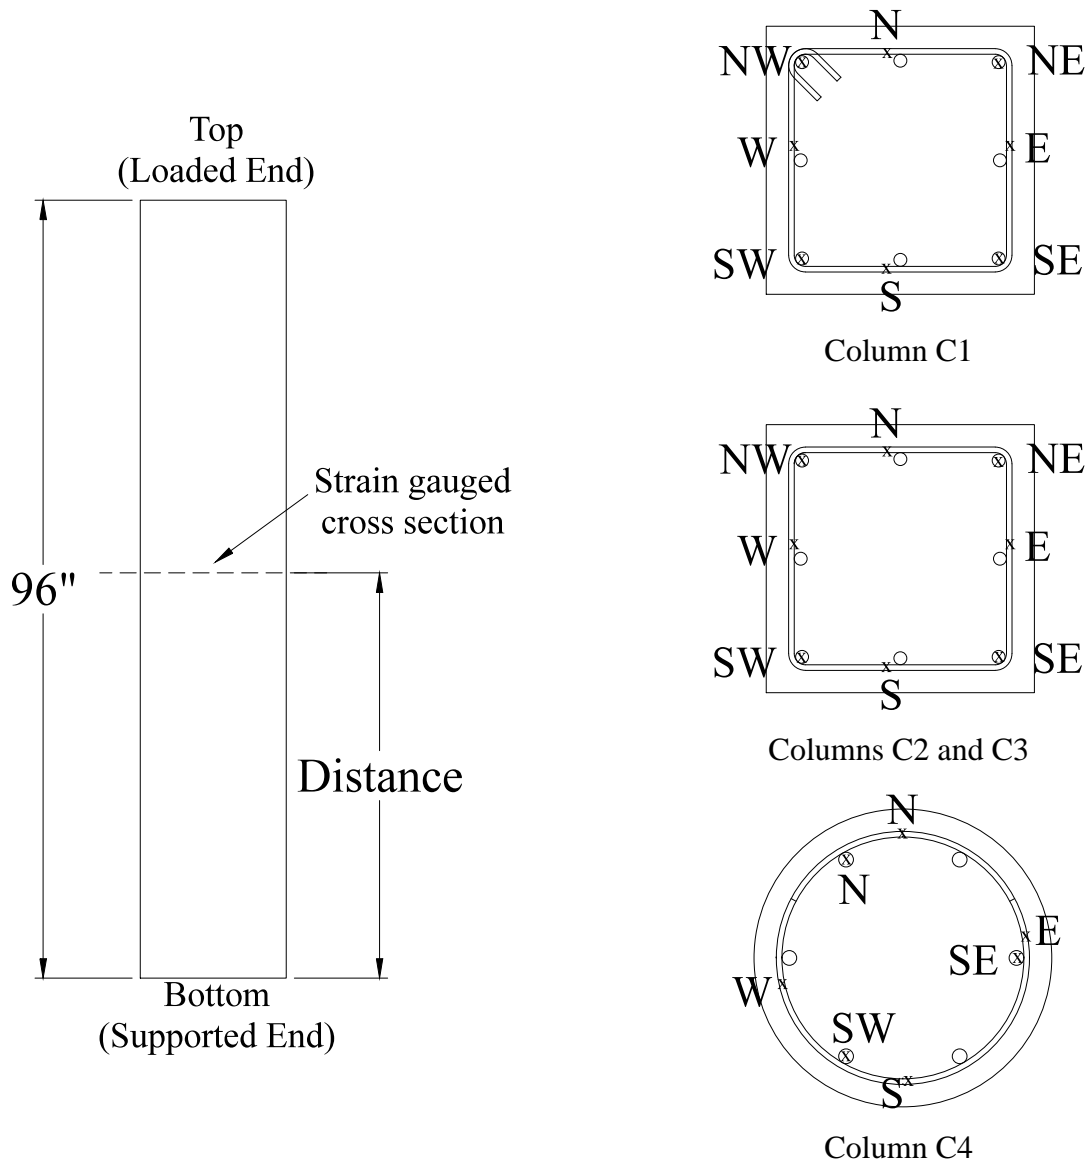 Top
(Loaded End)
96"
Strain gauged
cross section
Distance
Bottom
(Supported End)
N
NW
NE
x
x
x
x
W
x
x
E
SW
x
x
x
SE
S
Column C1
N
NW
x
x
x
NE
W
x
x
E
SW
x
x
x
SE
S
Columns C2 and C3
N
x
x
N
x
E
SE
x
W
x
SW
x
x
S
Column C4